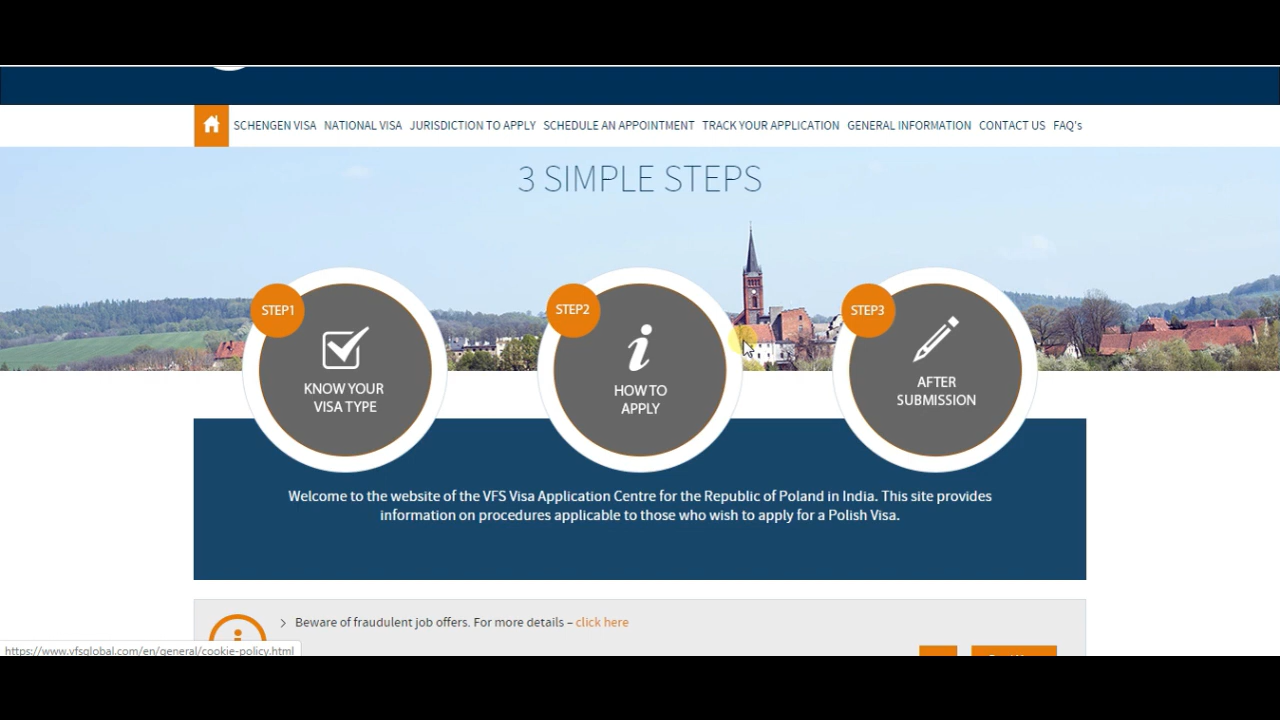 SCHENGEN VISA NATIONAL VISA JURISDICTION TO APPLY SCHEDULE AN APPOINTMENT TRACK YOUR APPLICATION GENERAL INFORMATION CONTACT US FAQ's
3 SIMPLE STEPS
STEP1
KNOW YOUR
VISA TYPE
STEP2
HOW TO
APPLY
STEP3
AFTER
SUBMISSION
Welcome to the website of the VFS Visa Application Centre for the Republic of Poland in India. This site provides
information on procedures applicable to those who wish to apply for a Polish Visa.
Beware of fraudulent job offers. For more details – click here
https://www.vfsglobal.com/en/general/cookie-policy.html